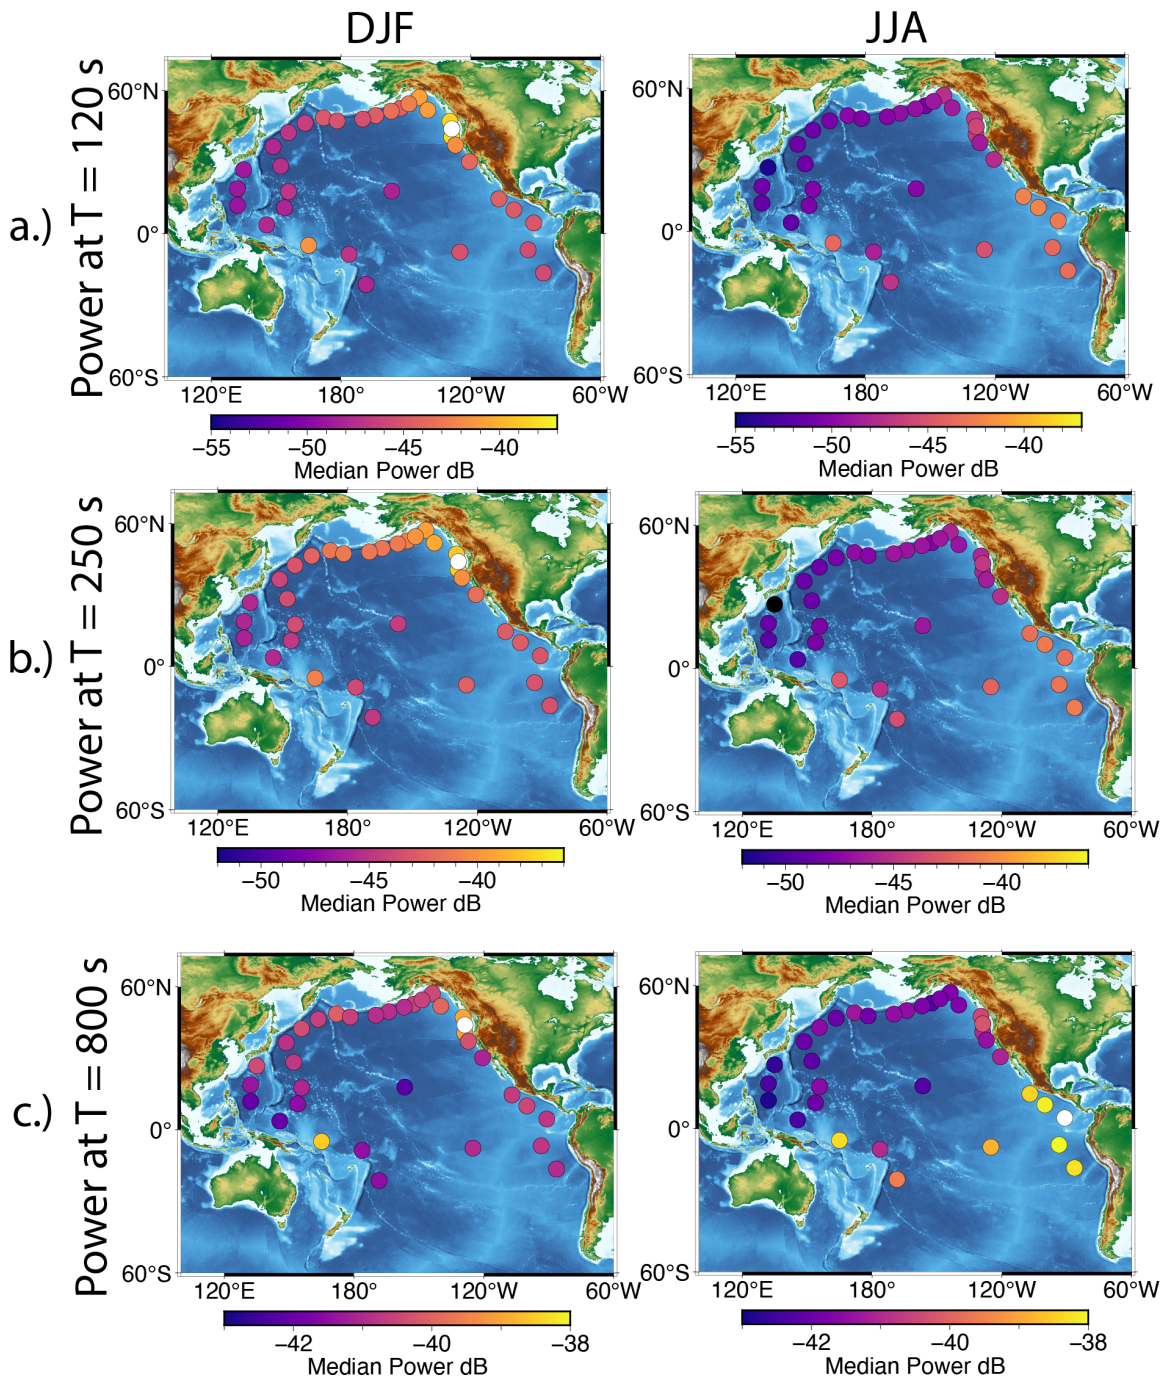 DJF
JJA
a.)
Power at T = 120 s
60°N
0°
60°S
120°E
180°
120°W
60°W
−55
−50
−45
−40
Median Power dB
60°N
0°
60°S
120°E
180°
120°W
60°W
−55
−50
−45
−40
Median Power dB
b.)
Power at T = 250 s
60°N
0°
60°S
120°E
180°
120°W
60°W
−50
−45
−40
Median Power dB
60°N
0°
60°S
120°E
180°
120°W
60°W
−50
−45
−40
Median Power dB
c.)
Power at T = 800 s
60°N
0°
60°S
120°E
180°
120°W
60°W
−42
−40
−38
Median Power dB
60°N
0°
60°S
120°E
180°
120°W
60°W
−42
−40
−38
Median Power dB